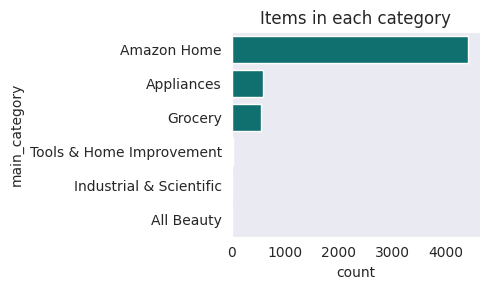 Items in each category
main_category
Amazon Home
Appliances
Grocery
Tools & Home Improvement
Industrial & Scientific
All Beauty
0 1000 2000 3000 4000
count